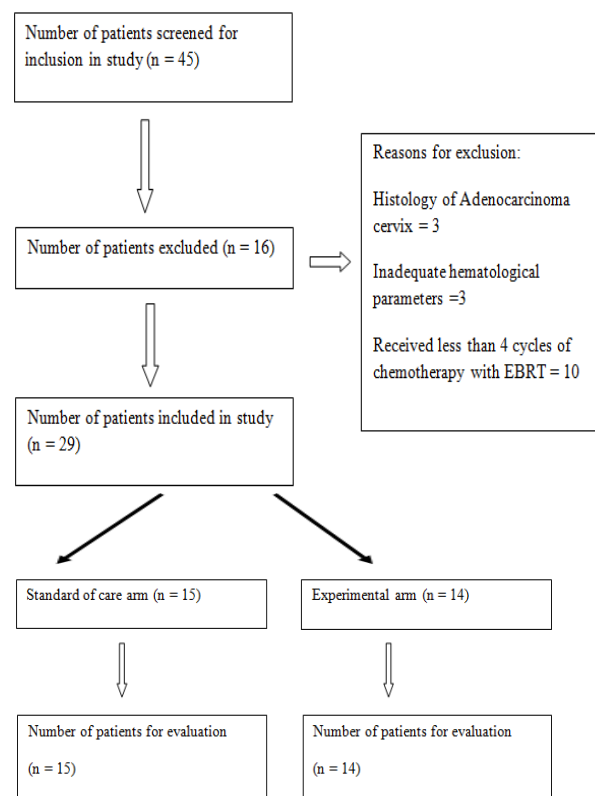 Number of patients screened for
inclusion in study (n = 45)
Reasons for exclusion:
Histology of Adenocarcinoma
cervix = 3
Inadequate hematological
parameters =3
Received less than 4 cycles of
chemotherapy with EBRT = 10
Number of patients excluded (n = 16)
Number of patients included in study
(n = 29)
Standard of care arm (n = 15)
Experimental arm (n = 14)
Number of patients for evaluation
(n = 15)
Number of patients for evaluation
(n = 14)